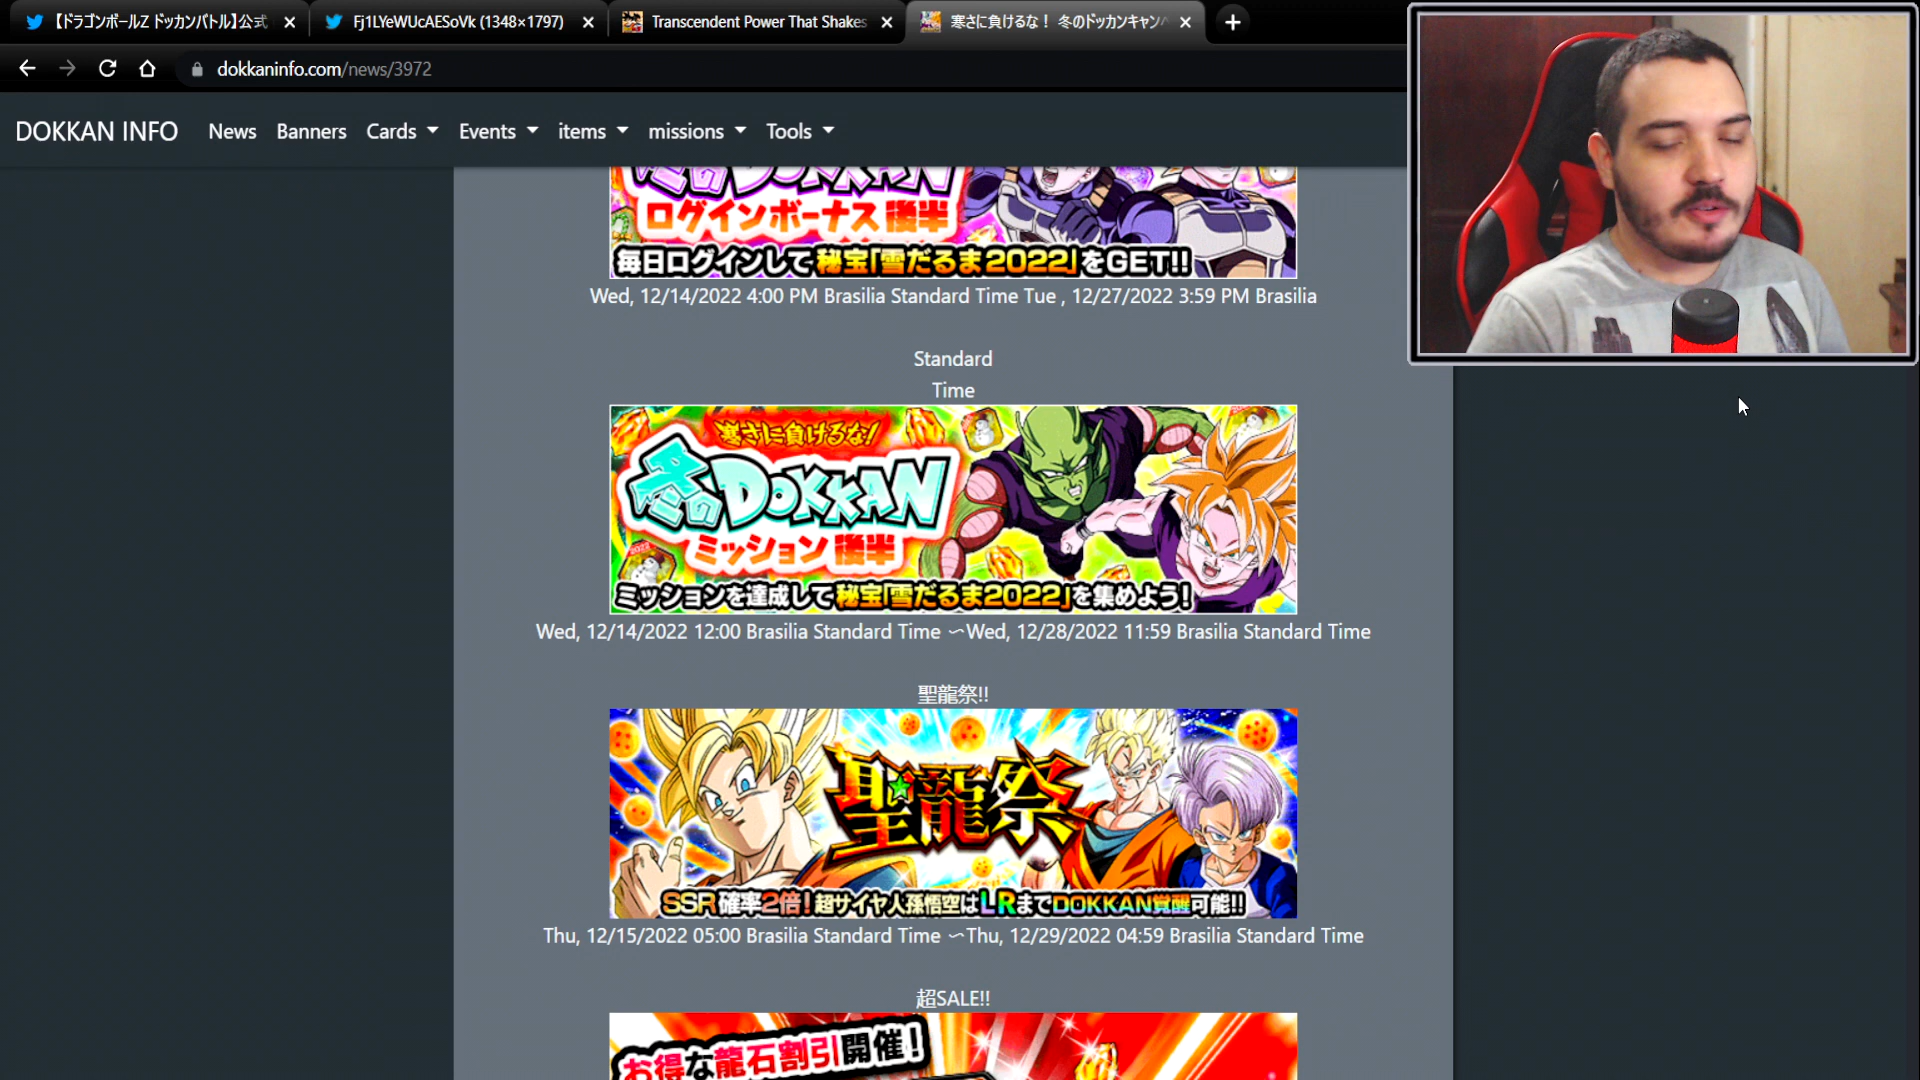 【ドラゴンボールZ ドッカンバトル】公式
Fj1LYeWUcAESoVk (1348×1797)
Transcendent Power That Shakes
寒さに負けるな！ 冬のドッカンキャンペ
dokkaninfo.com/news/3972
DOKKAN INFO
News
Banners
Cards
Events
items
missions
Tools
冬のDOKKAN
ログインボーナス 後半
毎日ログインして秘宝「雪だるま2022」をGET!!
Wed, 12/14/2022 4:00 PM Brasilia Standard Time Tue , 12/27/2022 3:59 PM Brasilia
Standard
Time
寒さに負けるな!
冬のDOKKAN
ミッション 後半
ミッションを達成して秘宝「雪だるま2022」を集めよう!
Wed, 12/14/2022 12:00 Brasilia Standard Time ～Wed, 12/28/2022 11:59 Brasilia Standard Time
聖龍祭!!
聖龍祭
SSR確率2倍! 超サイヤ人孫悟空はLRまでDOKKAN覚醒可能!!
Thu, 12/15/2022 05:00 Brasilia Standard Time ～Thu, 12/29/2022 04:59 Brasilia Standard Time
超SALE!!
お得な龍石割引開催!